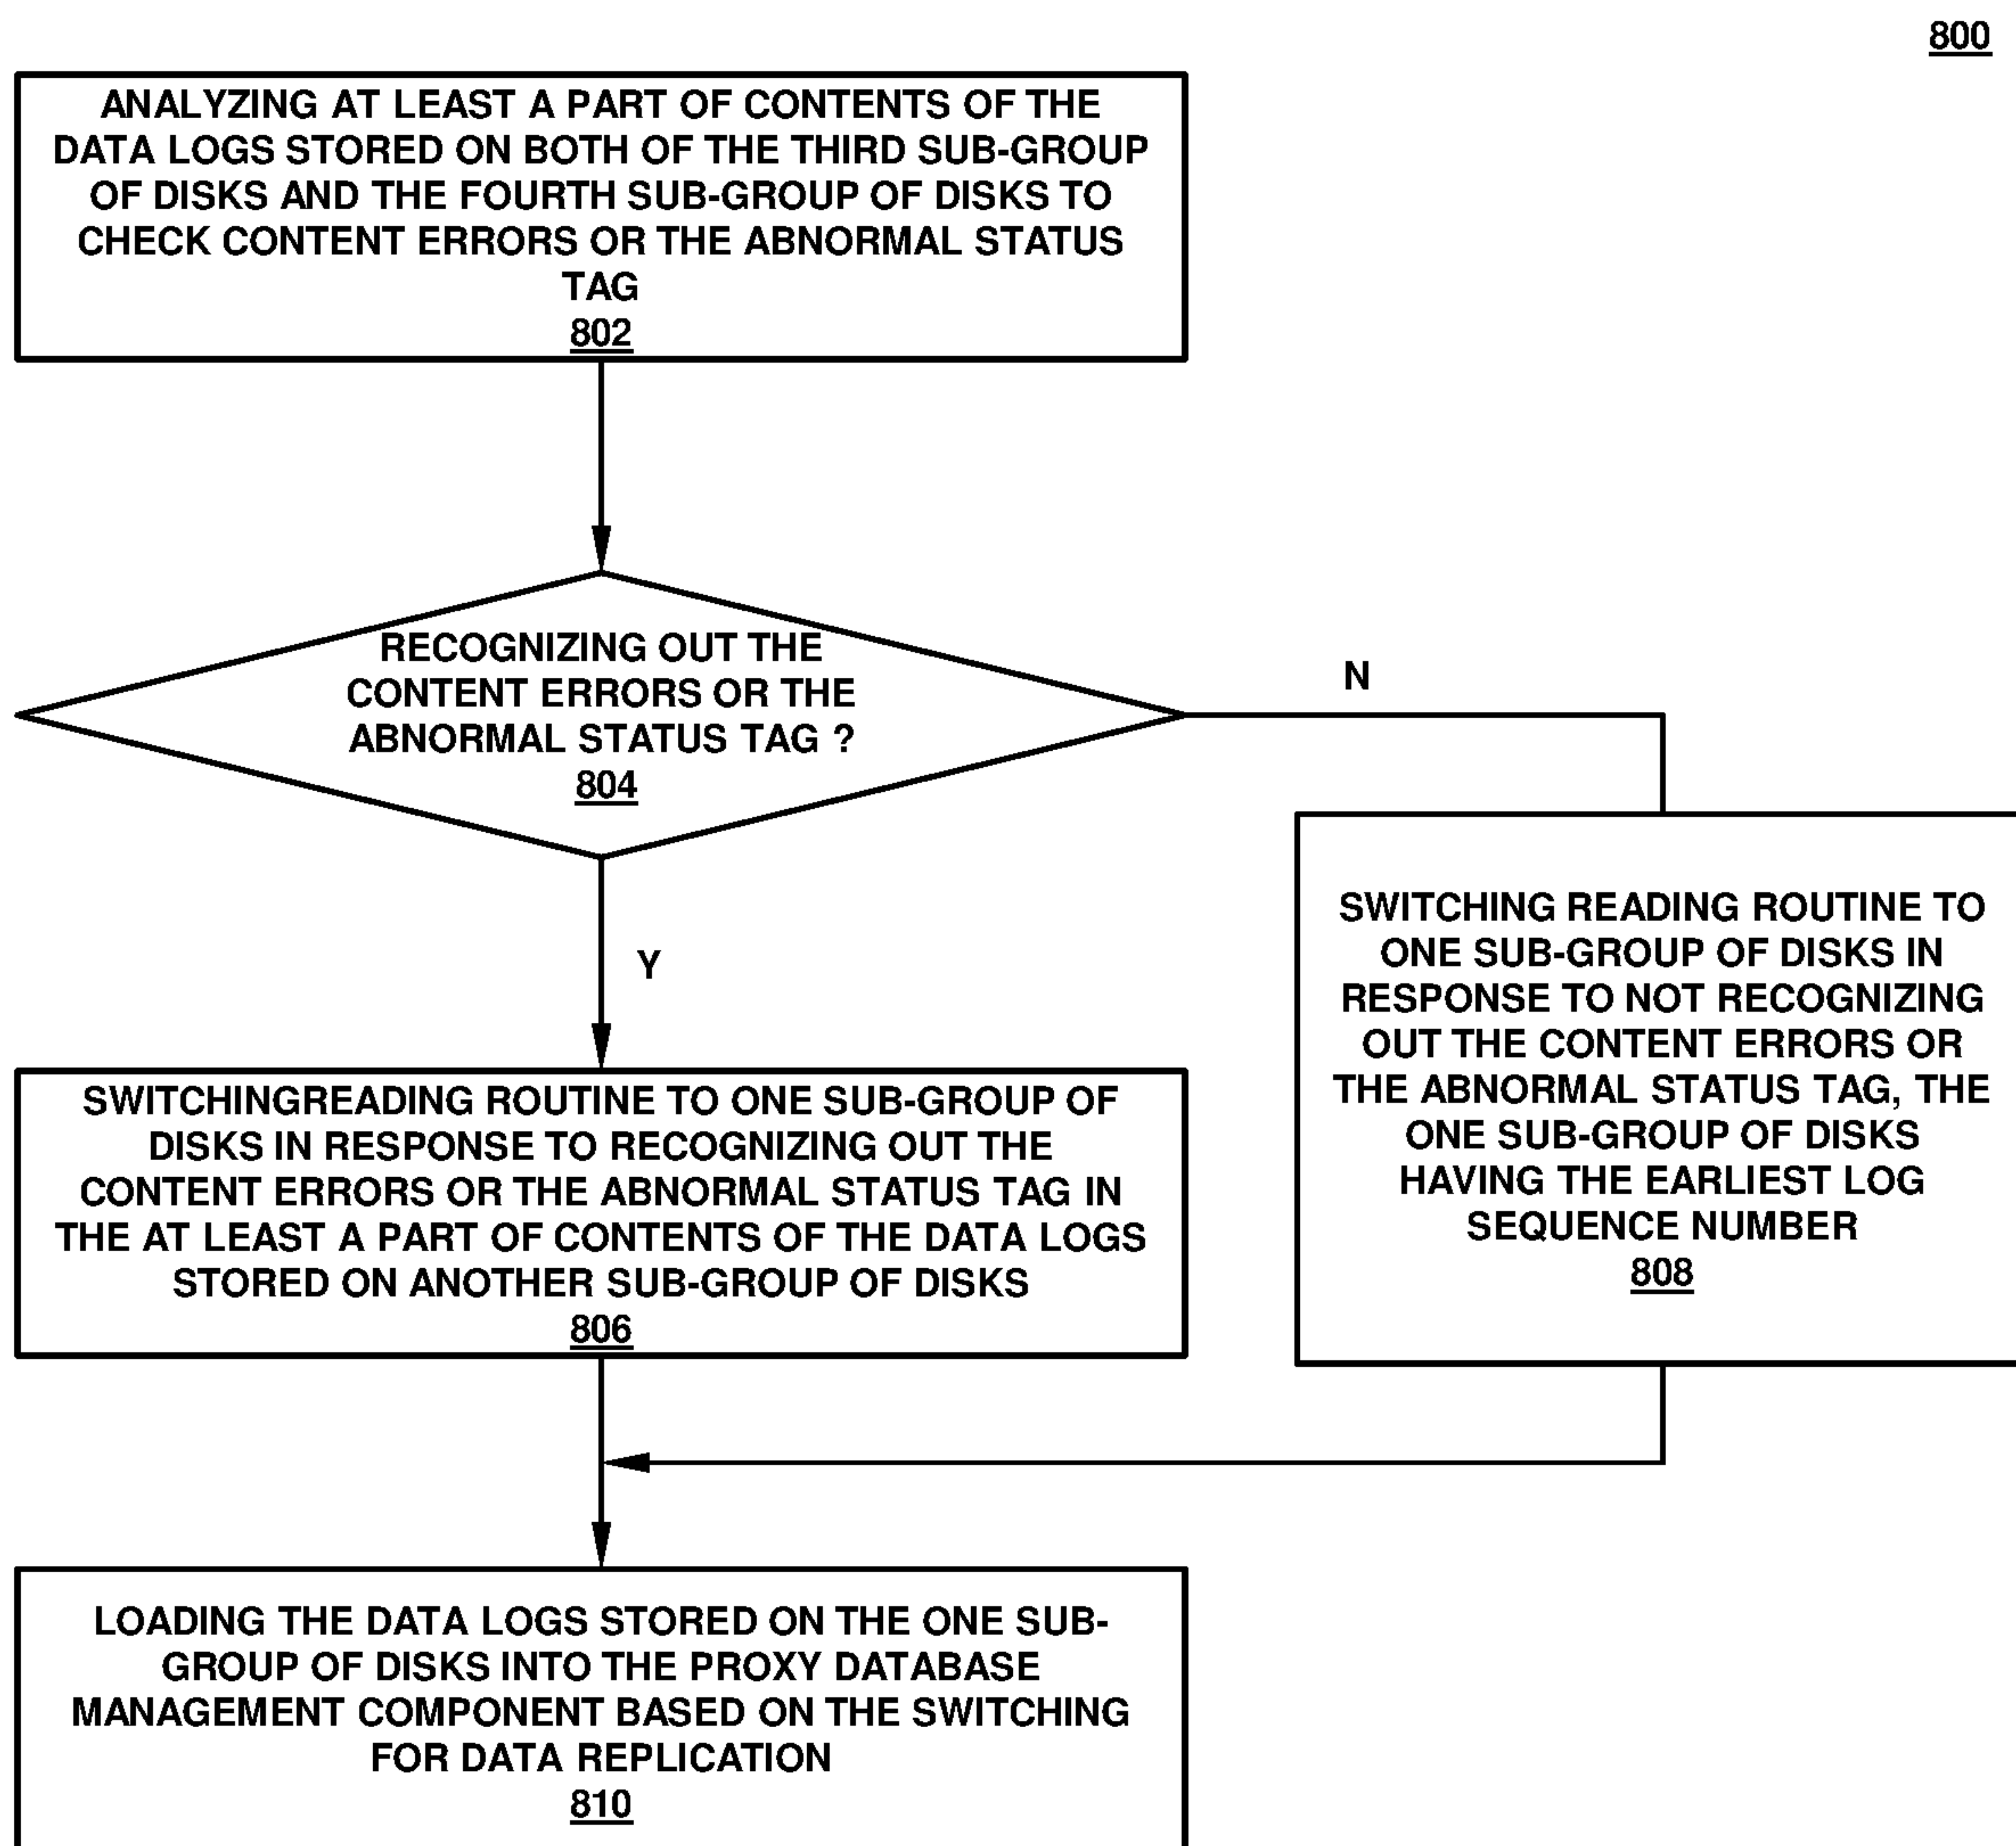 800
ANALYZING AT LEAST A PART OF CONTENTS OF THE
DATA LOGS STORED ON BOTH OF THE THIRD SUB-GROUP
OF DISKS AND THE FOURTH SUB-GROUP OF DISKS TO
CHECK CONTENT ERRORS OR THE ABNORMAL STATUS
TAG
802
RECOGNIZING OUT THE
CONTENT ERRORS OR THE
ABNORMAL STATUS TAG ?
804
N
Y
SWITCHING READING ROUTINE TO
ONE SUB-GROUP OF DISKS IN
RESPONSE TO NOT RECOGNIZING
OUT THE CONTENT ERRORS OR
THE ABNORMAL STATUS TAG, THE
ONE SUB-GROUP OF DISKS
HAVING THE EARLIEST LOG
SEQUENCE NUMBER
808
SWITCHINGREADING ROUTINE TO ONE SUB-GROUP OF
DISKS IN RESPONSE TO RECOGNIZING OUT THE
CONTENT ERRORS OR THE ABNORMAL STATUS TAG IN
THE AT LEAST A PART OF CONTENTS OF THE DATA LOGS
STORED ON ANOTHER SUB-GROUP OF DISKS
806
LOADING THE DATA LOGS STORED ON THE ONE SUB-
GROUP OF DISKS INTO THE PROXY DATABASE
MANAGEMENT COMPONENT BASED ON THE SWITCHING
FOR DATA REPLICATION
810